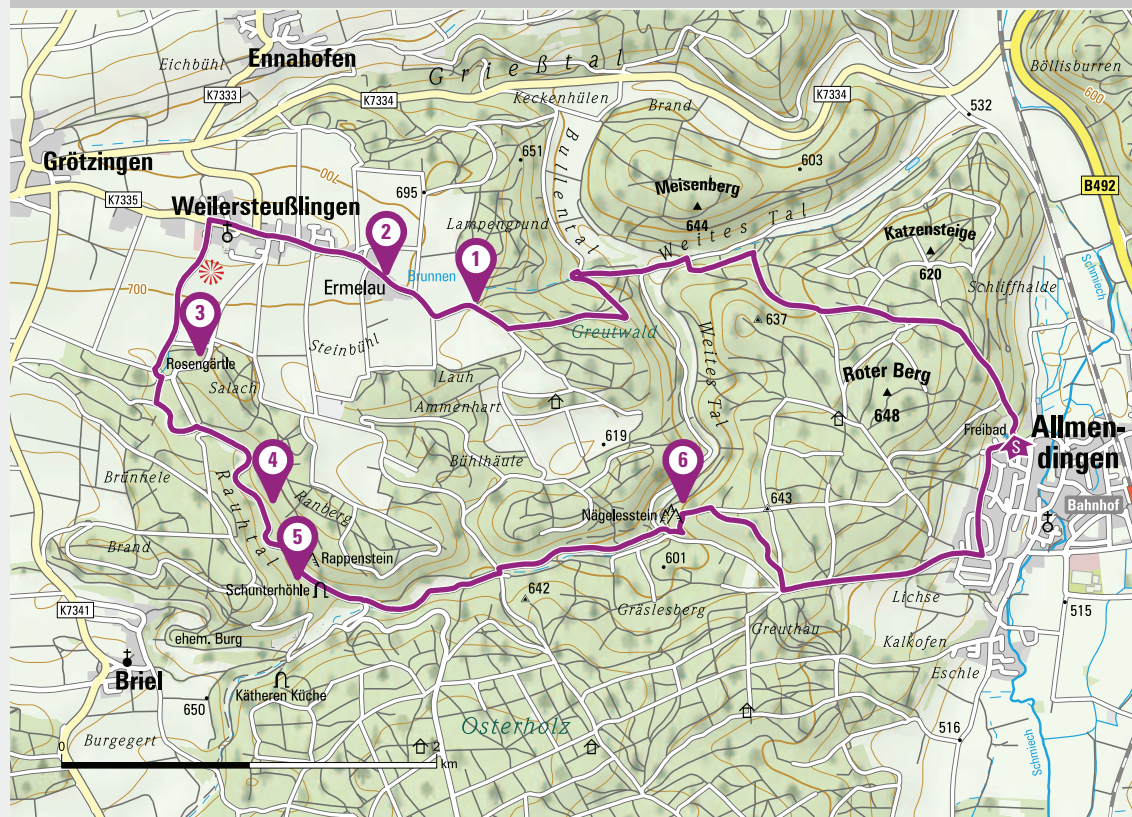 Ennahofen
Eichbühl
Grießtal
Böllisburren
600
K7333
K7334
Keckenhülen
Brand
K7334
532
Grötzingen
651
603
Bullental
K7335
700
695
Meisenberg
644
B492
Weilersteußlingen
Lampengrund
Weites Tal
Katzensteige
620
Schmiech
2
1
Brunnen
Ermelau
700
Schliffhalde
3
637
Greutwald
Steinbühl
Weites Tal
Rosengärtle
Salach
Lauh
Roter Berg
648
Ammenhart
Freibad
Allmen-
dingen
S
619
4
Bühlhäule
6
Brünnele
Rauhtal
Ranberg
643
Nägelesstein
Bahnhof
5
Brand
Rappenstein
601
Schunterhöhle
642
Gräslesberg
Lichse
K7341
515
ehem. Burg
Greuthau
Kalkofen
Briel
Eschle
650
Kätheren Küche
Osterholz
516
Burgegert
Schmiech
0
2
km